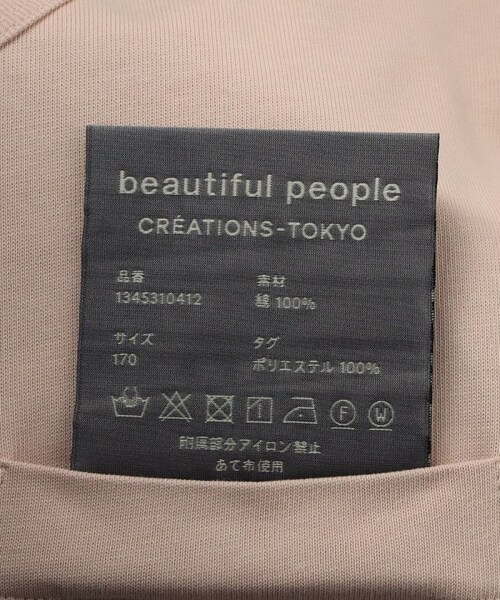 beautiful people
CRÉATIONS-TOKYO
品番
1345310412
素材
綿 100%
サイズ
170
タグ
ポリエステル 100%
F
W
附属部分アイロン禁止
あて布使用